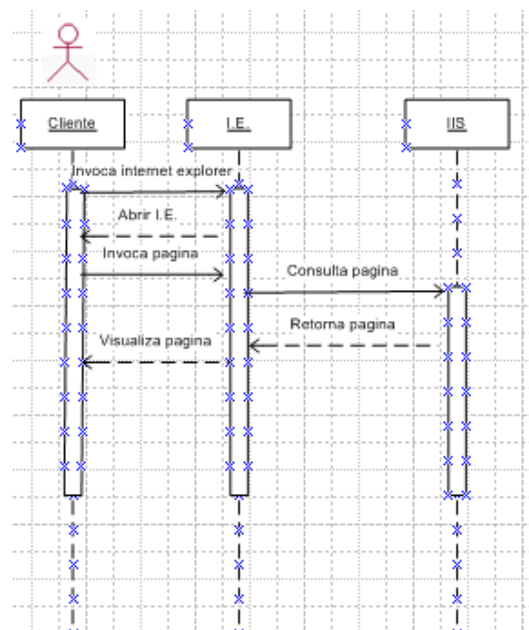 Cliente
I.E.
IIS
Invoca internet explorer
Abrir I.E.
Invoca pagina
Consulta pagina
Retorna pagina
Visualiza pagina